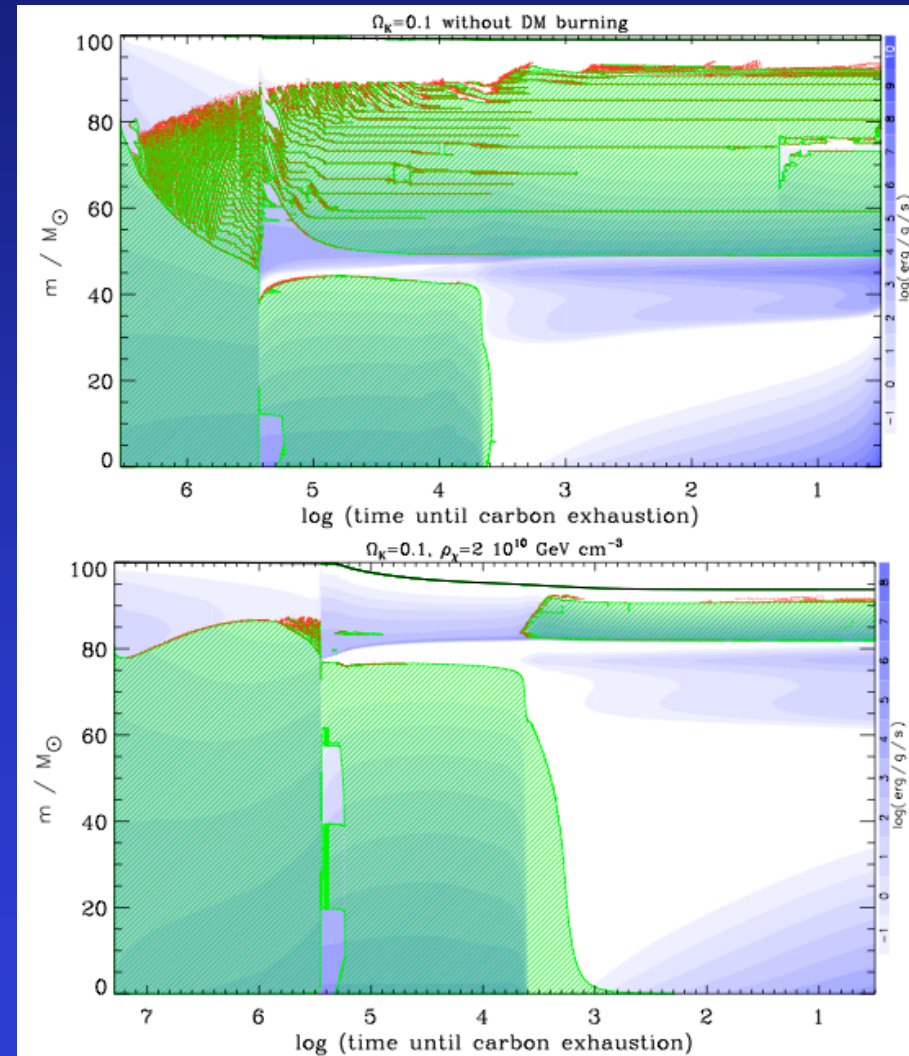 Ω_K=0.1 without DM burning
100
80
60
40
20
0
m / M_⊙
6 5 4 3 2 1
log (time until carbon exhaustion)
−1 0 1 2 3 4 5 6 7 8 9 10
log( erg / g / s )
Ω_K=0.1, ρ_χ=2 10^10 GeV cm^-3
100
80
60
40
20
0
m / M_⊙
7 6 5 4 3 2 1
log (time until carbon exhaustion)
−1 0 1 2 3 4 5 6 7 8
log( erg / g / s )